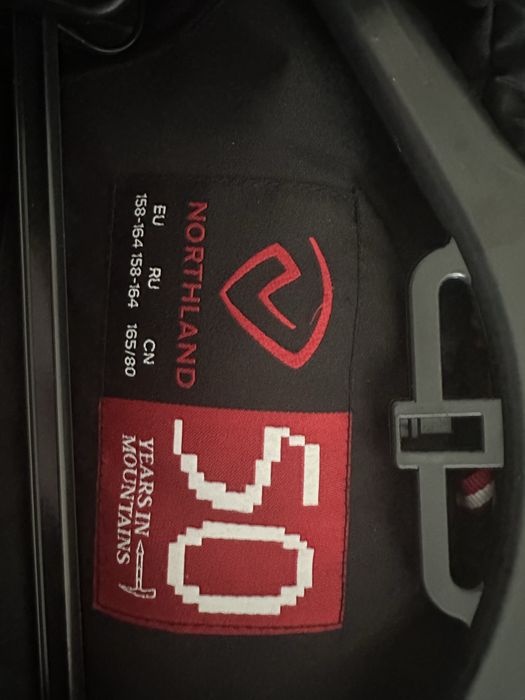 NORTHLAND
EU RU CN
158-164 158-164 165/80
50
YEARS IN
MOUNTAINS